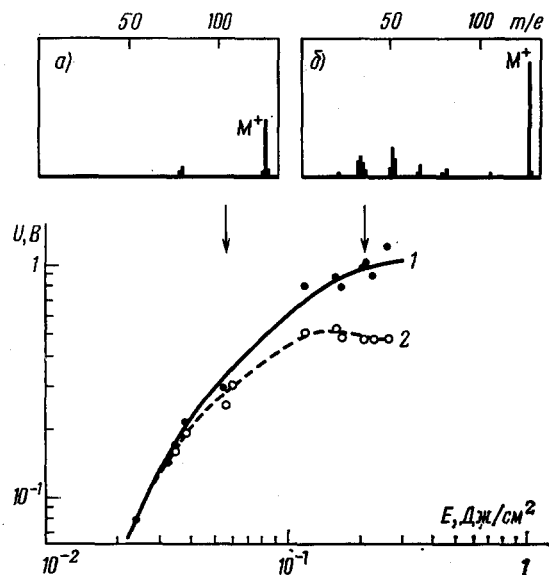 50 100 50 100 m/e
а) б)
M⁺ M⁺
U, В
1 1
2
10⁻¹
E, Дж/см²
10⁻² 10⁻¹ 1